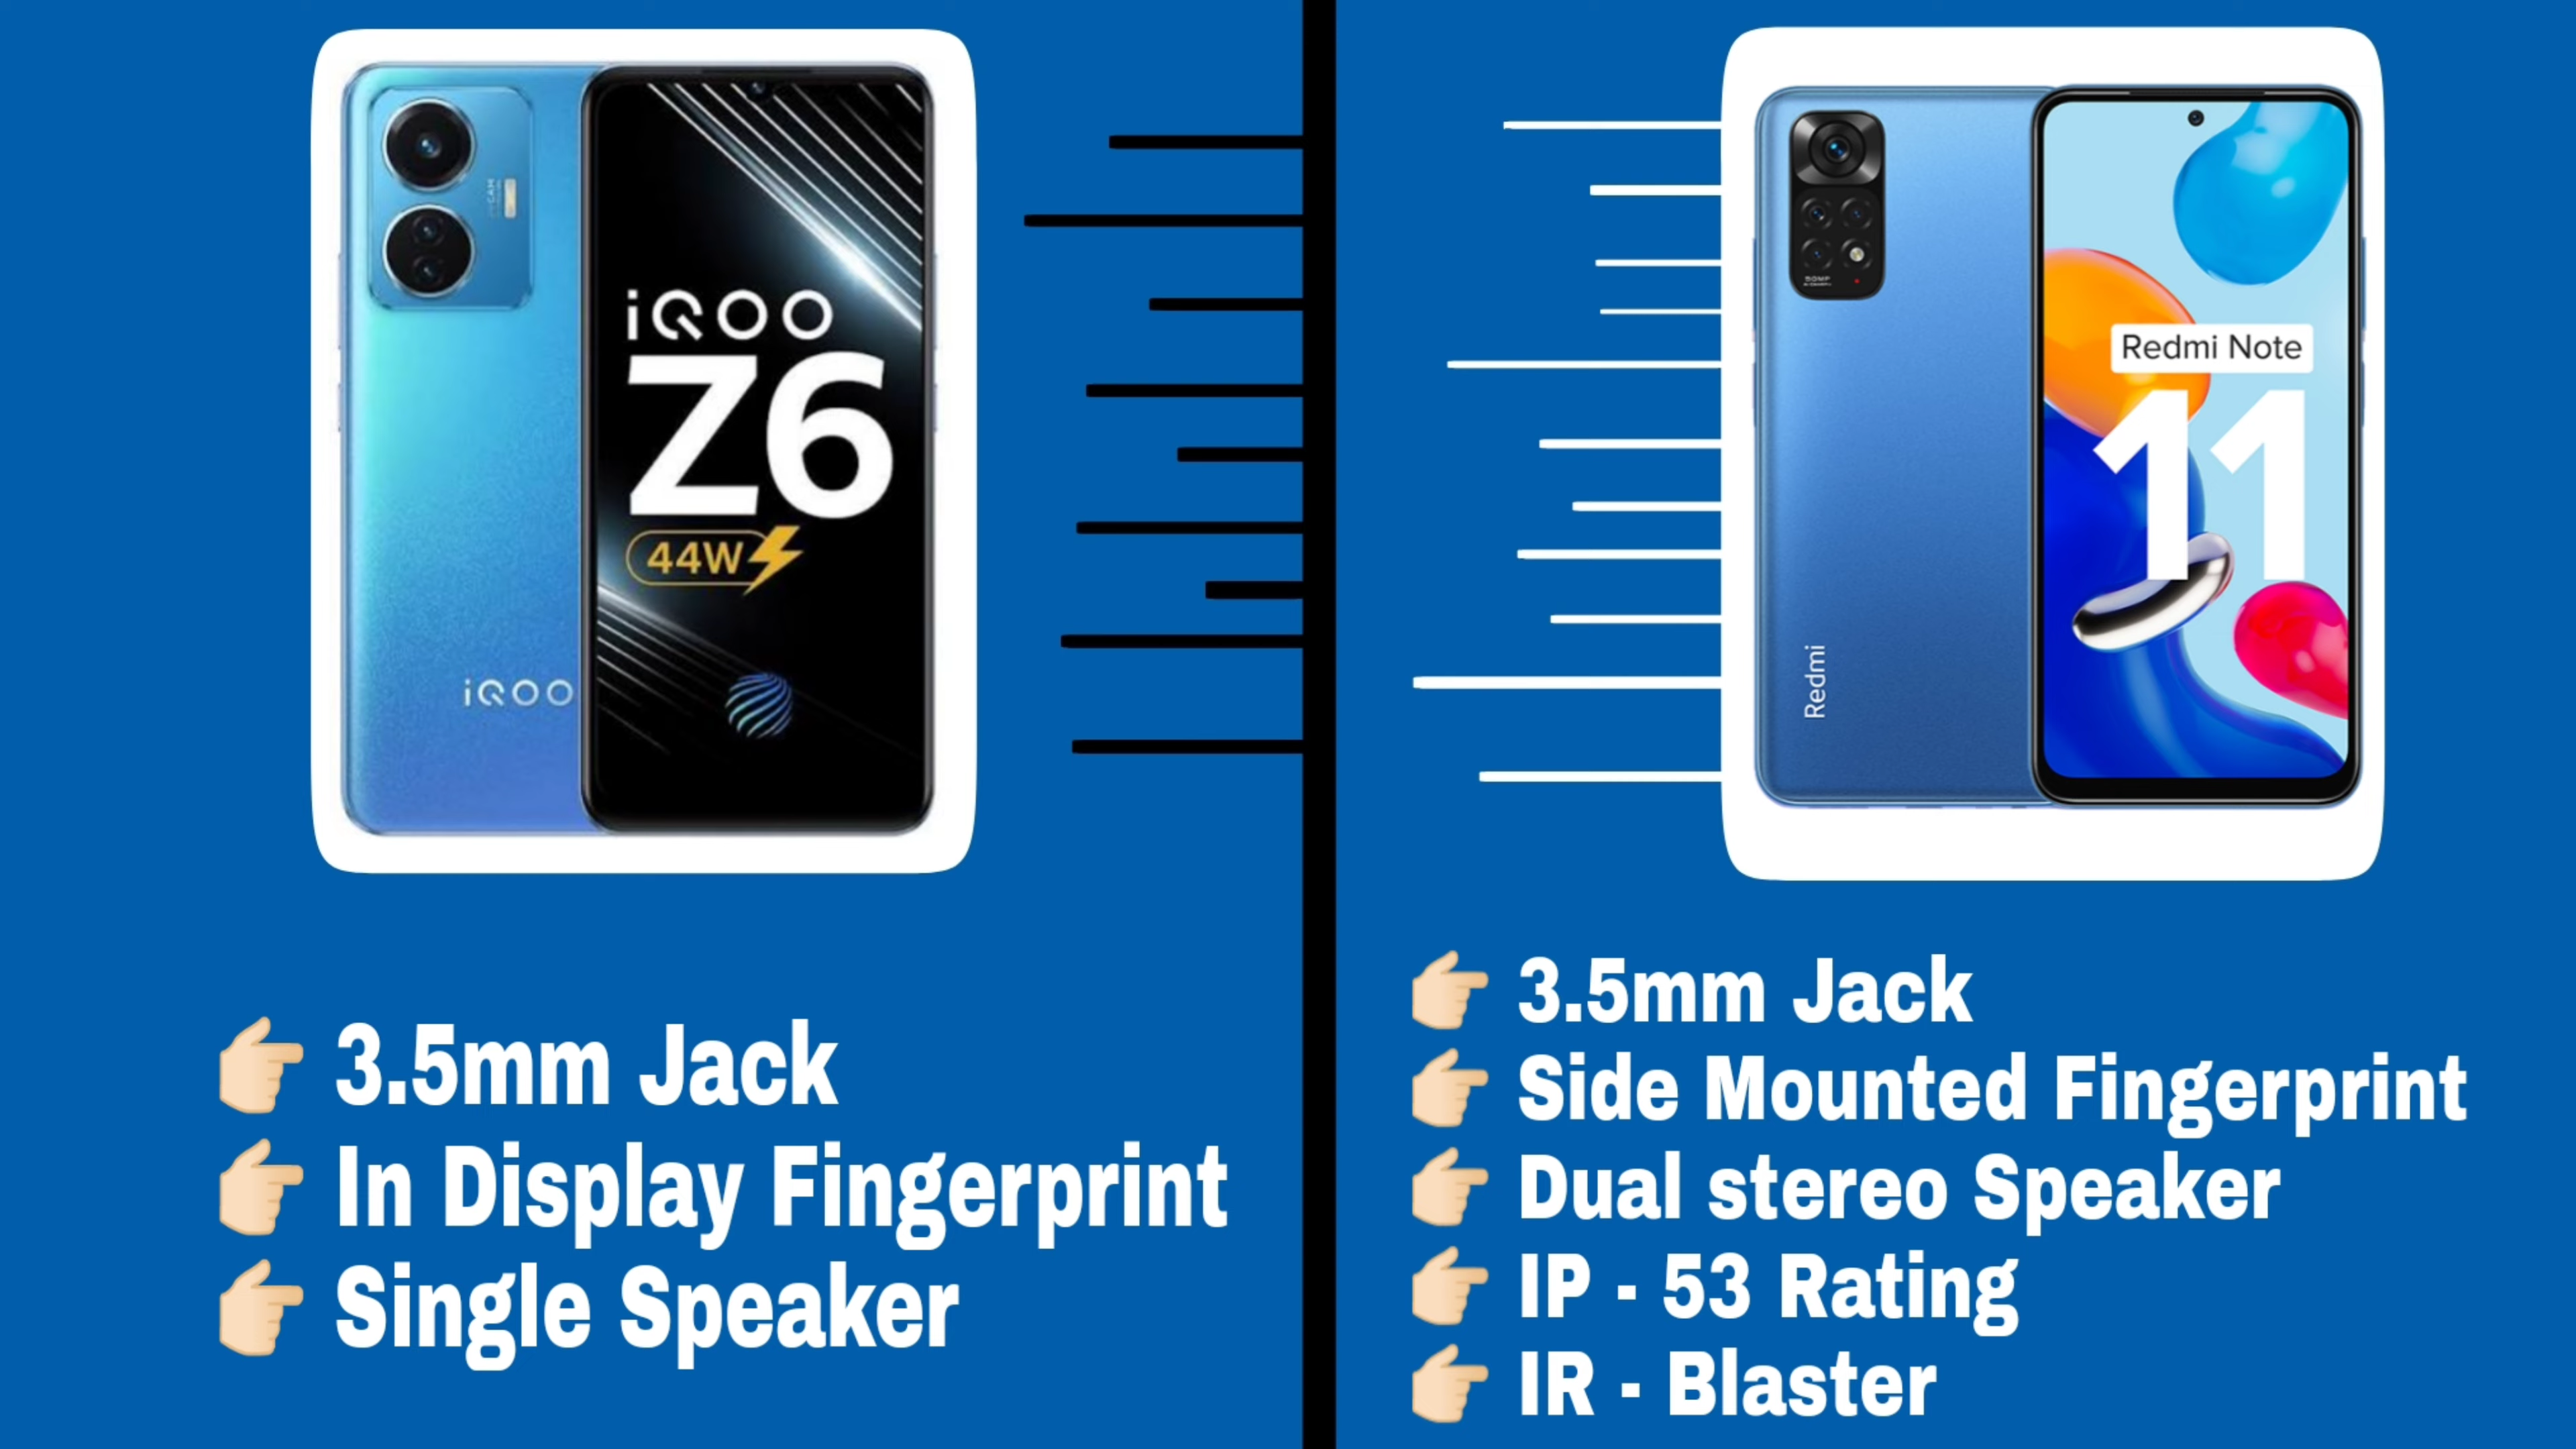 iQOO
Z6
44W
iQOO
3.5mm Jack
In Display Fingerprint
Single Speaker
Redmi Note
11
Redmi
50MP
3.5mm Jack
Side Mounted Fingerprint
Dual stereo Speaker
IP - 53 Rating
IR - Blaster